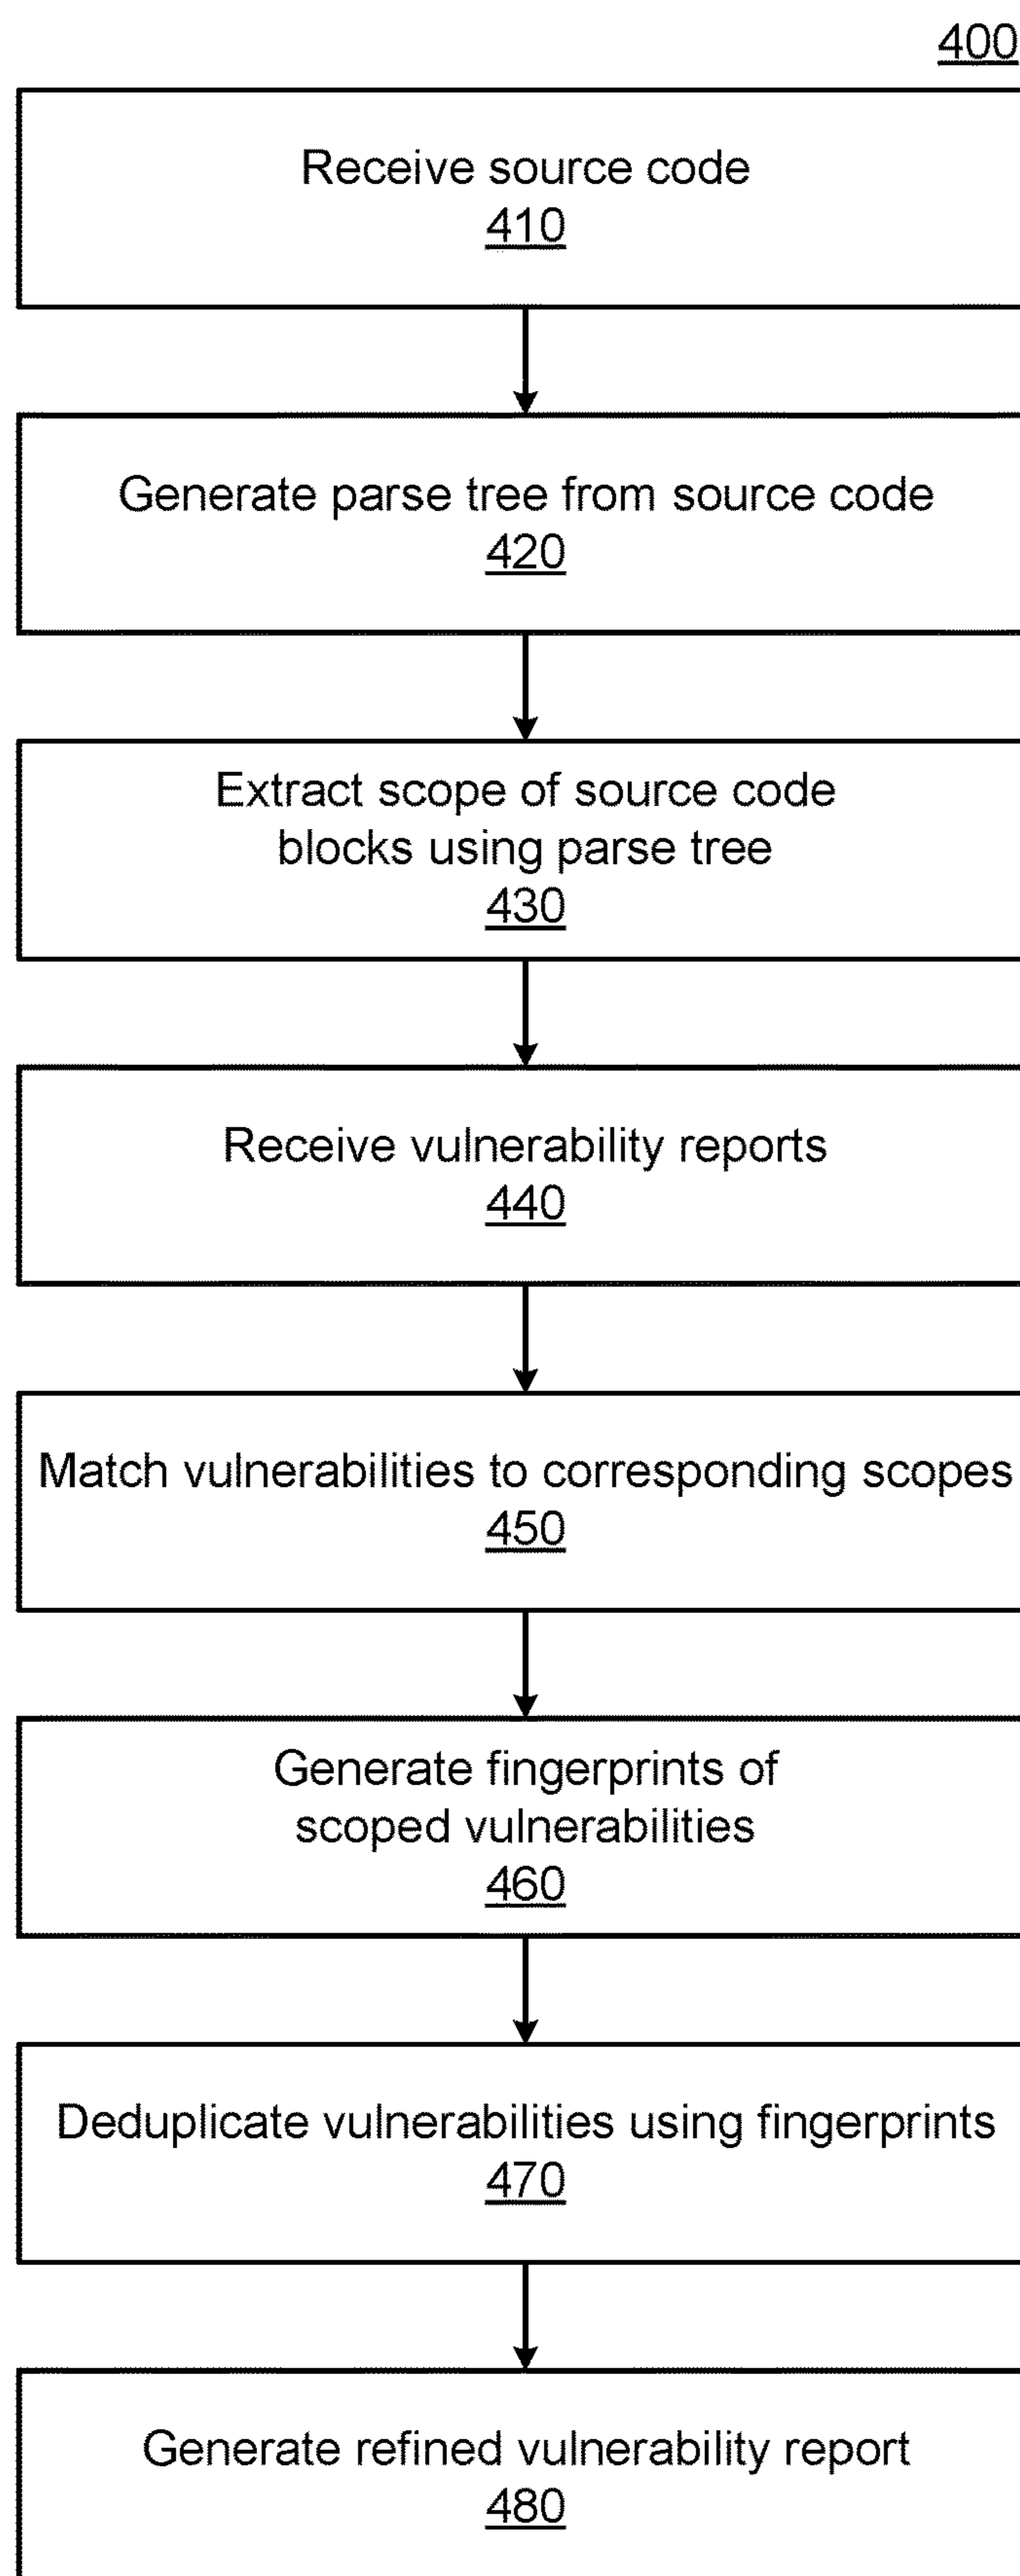 400
Receive source code
410
Generate parse tree from source code
420
Extract scope of source code
blocks using parse tree
430
Receive vulnerability reports
440
Match vulnerabilities to corresponding scopes
450
Generate fingerprints of
scoped vulnerabilities
460
Deduplicate vulnerabilities using fingerprints
470
Generate refined vulnerability report
480